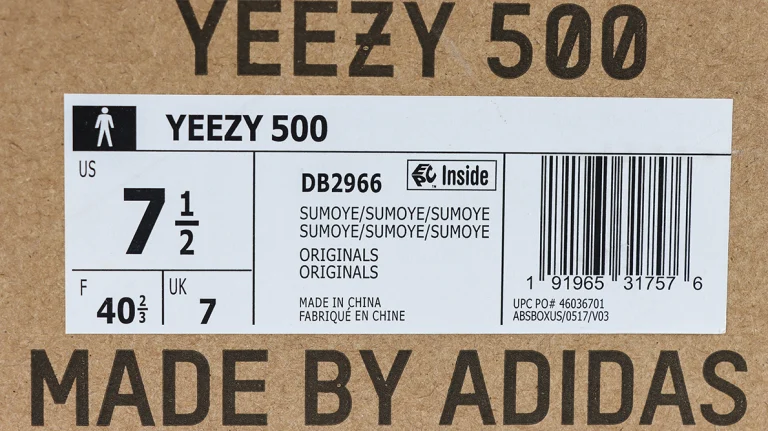 YEEZY 500
YEEZY 500
US
7 1/2
F
40 2/3
UK
7
DB2966
EPC™ Inside
SUMOYE/SUMOYE/SUMOYE
SUMOYE/SUMOYE/SUMOYE
ORIGINALS
ORIGINALS
MADE IN CHINA
FABRIQUÉ EN CHINE
1 91965 31757 6
UPC PO# 46036701
ABSBOXUS/0517/V03
MADE BY ADIDAS